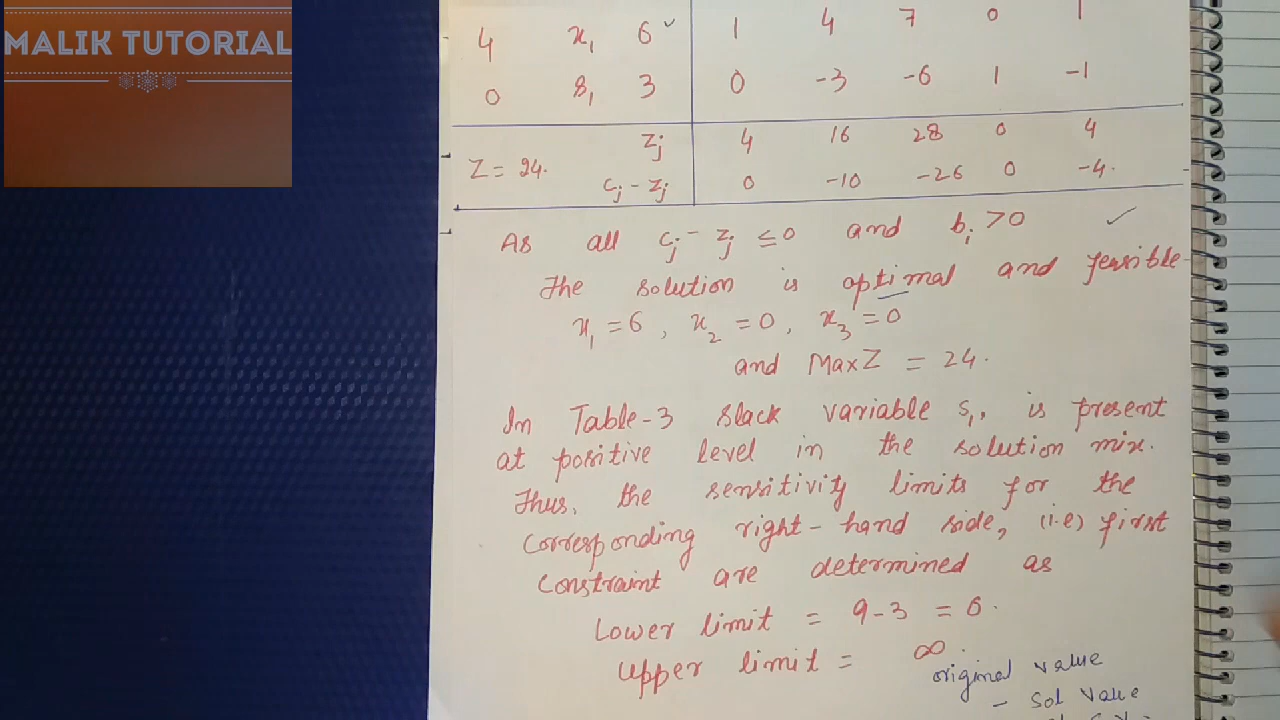 MALIK TUTORIAL
4 x₁ 6 ✓ 1 4 7 0 1
0 s₁ 3 0 -3 -6 1 -1
Zj 4 16 28 0 4
Z = 24.
Cj - Zj 0 -10 -26 0 -4.
As all Cj - Zj ≤ 0 and bi > 0 ✓
The solution is optimal and feasible
x₁ = 6, x₂ = 0, x₃ = 0
and Max Z = 24.
In Table-3 slack variable s₁, is present
at positive level in the solution mix.
Thus, the sensitivity limits for the
corresponding right-hand side, (i.e) first
constraint are determined as
Lower limit = 9-3 = 6.
Upper limit = ∞.
original value
- sol value